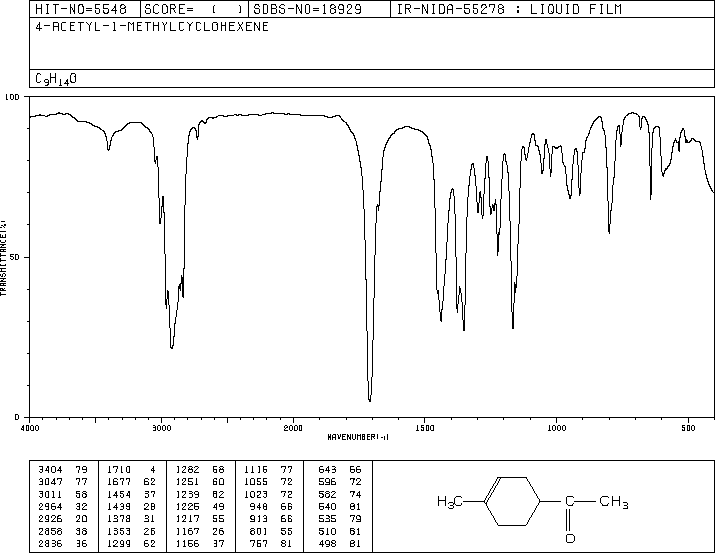 HIT-NO=5548 SCORE= ( ) SDBS-NO=18929 IR-NIDA-55278 : LIQUID FILM
4-ACETYL-1-METHYLCYCLOHEXENE
C9H14O
100
TRANSMITTANCE(%)
50
0
4000 3000 2000 1500 1000 500
WAVENUMBER(-1)
3404 79 1710 4 1282 68 1116 77 643 66
3047 77 1677 62 1251 60 1055 72 596 72
3011 58 1454 37 1239 62 1023 72 582 74
2964 32 1439 28 1226 49 948 66 540 81
2926 20 1378 31 1217 55 913 66 535 79
2858 38 1353 26 1167 26 801 55 510 81
2836 36 1299 62 1156 37 757 81 498 81
H3C C CH3
O